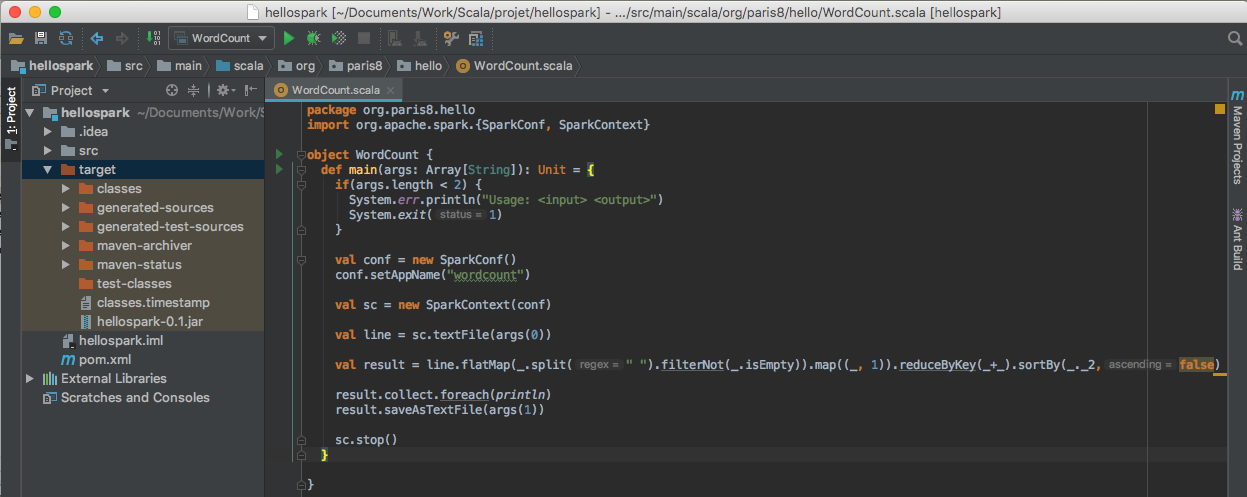 hellospark [~/Documents/Work/Scala/projet/hellospark] - .../src/main/scala/org/paris8/hello/WordCount.scala [hellospark]
WordCount
hellospark src main scala org paris8 hello WordCount.scala
1: Project
Project
WordCount.scala
hellospark ~/Documents/Work/S
.idea
src
target
classes
generated-sources
generated-test-sources
maven-archiver
maven-status
test-classes
classes.timestamp
hellospark-0.1.jar
hellospark.iml
pom.xml
External Libraries
Scratches and Consoles
package org.paris8.hello
import org.apache.spark.{SparkConf, SparkContext}
object WordCount {
def main(args: Array[String]): Unit = {
if(args.length < 2) {
System.err.println("Usage: <input> <output>")
System.exit( status = 1)
}
val conf = new SparkConf()
conf.setAppName("wordcount")
val sc = new SparkContext(conf)
val line = sc.textFile(args(0))
val result = line.flatMap(_.split( regex = " ").filterNot(_.isEmpty)).map((_, 1)).reduceByKey(_+_).sortBy(_._2, ascending = false)
result.collect.foreach(println)
result.saveAsTextFile(args(1))
sc.stop()
}
}
Maven Projects
Ant Build